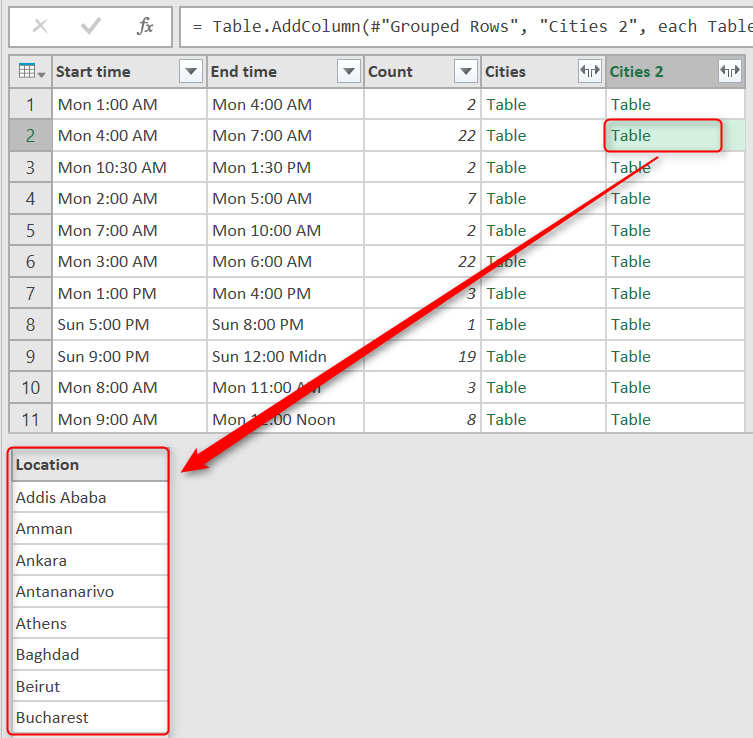 fx = Table.AddColumn(#"Grouped Rows", "Cities 2", each Table
Start time End time Count Cities Cities 2
1 Mon 1:00 AM Mon 4:00 AM 2 Table Table
2 Mon 4:00 AM Mon 7:00 AM 22 Table Table
3 Mon 10:30 AM Mon 1:30 PM 2 Table Table
4 Mon 2:00 AM Mon 5:00 AM 7 Table Table
5 Mon 7:00 AM Mon 10:00 AM 2 Table Table
6 Mon 3:00 AM Mon 6:00 AM 22 Table Table
7 Mon 1:00 PM Mon 4:00 PM 3 Table Table
8 Sun 5:00 PM Sun 8:00 PM 1 Table Table
9 Sun 9:00 PM Sun 12:00 Midn 19 Table Table
10 Mon 8:00 AM Mon 11:00 AM 3 Table Table
11 Mon 9:00 AM Mon 12:00 Noon 8 Table Table
Location
Addis Ababa
Amman
Ankara
Antananarivo
Athens
Baghdad
Beirut
Bucharest